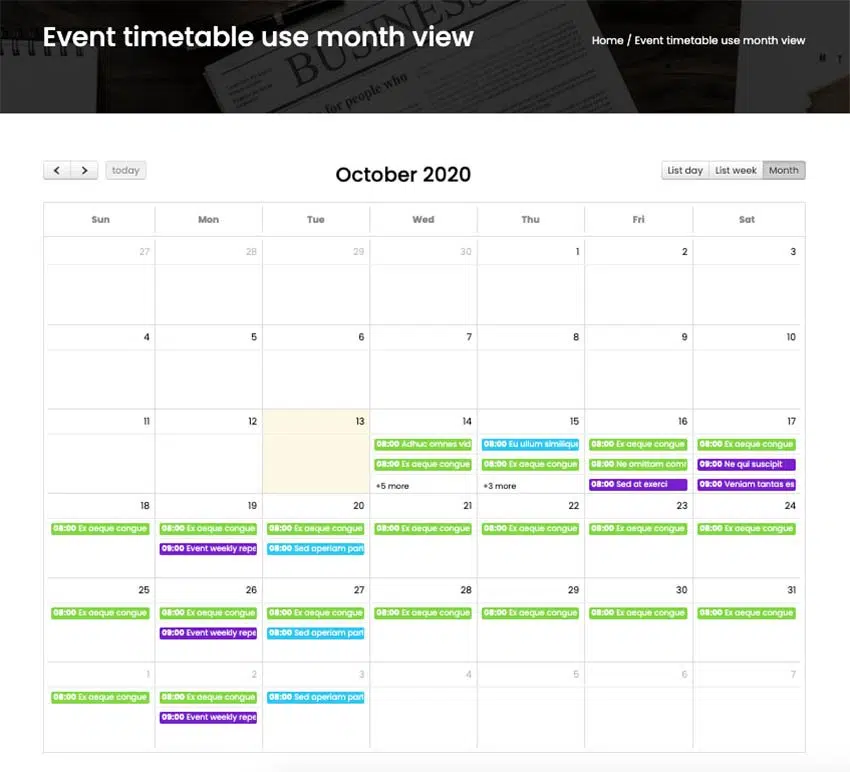 Event timetable use month view
Home / Event timetable use month view
BUSINESS
for people who
today
October 2020
List day List week Month
Sun Mon Tue Wed Thu Fri Sat
27 28 29 30 1 2 3
4 5 6 7 8 9 10
11 12 13 14 15 16 17
08:00 Adhuc omnes vid 08:00 Eu ullum similique 08:00 Ex aeque congue 08:00 Ex aeque congue
08:00 Ex aeque congue 08:00 Ex aeque congue 08:00 Ne omittam com 09:00 Ne qui suscipit
+5 more +3 more 08:00 Sed at exerci 09:00 Veniam tantas es
18 19 20 21 22 23 24
08:00 Ex aeque congue 08:00 Ex aeque congue 08:00 Ex aeque congue 08:00 Ex aeque congue 08:00 Ex aeque congue 08:00 Ex aeque congue 08:00 Ex aeque congue
09:00 Event weekly repe 08:00 Sed aperiam part
25 26 27 28 29 30 31
08:00 Ex aeque congue 08:00 Ex aeque congue 08:00 Ex aeque congue 08:00 Ex aeque congue 08:00 Ex aeque congue 08:00 Ex aeque congue 08:00 Ex aeque congue
09:00 Event weekly repe 08:00 Sed aperiam part
1 2 3 4 5 6 7
08:00 Ex aeque congue 08:00 Ex aeque congue 08:00 Sed aperiam part
09:00 Event weekly repe